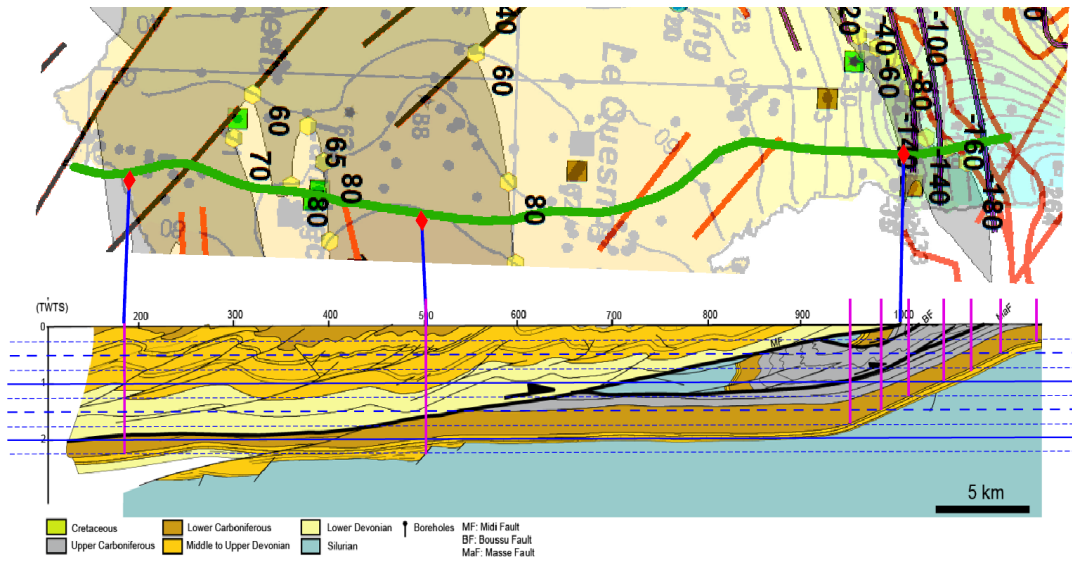 40
20
-40
-60
-100
-80
60
60
70
65
80
80
80
Le Quesno
-140
-160
-180
(TWTS)
200 300 400 500 600 700 800 900 1000
0
1
2
MF
BF
MaF
5 km
Cretaceous Lower Carboniferous Lower Devonian Boreholes MF: Midi Fault
Upper Carboniferous Middle to Upper Devonian Silurian BF: Boussu Fault
MaF: Masse Fault